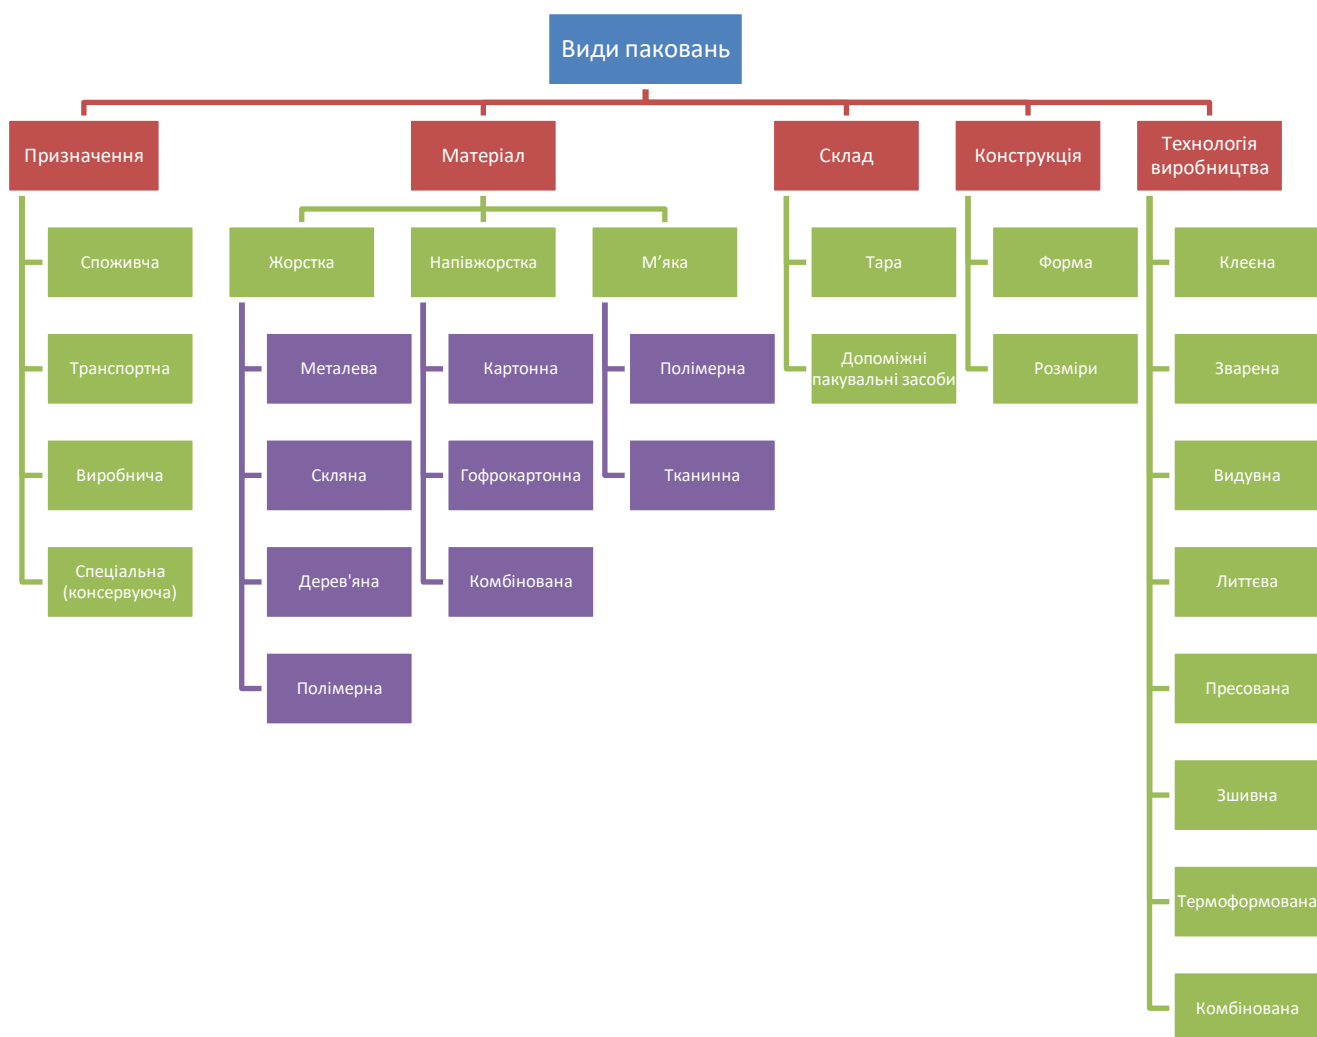 Види паковань
Призначення
Матеріал
Склад
Конструкція
Технологія
виробництва
Споживча
Жорстка
Напівжорстка
М’яка
Тара
Форма
Клеєна
Транспортна
Металева
Картонна
Полімерна
Допоміжні
пакувальні засоби
Розміри
Зварена
Виробнича
Скляна
Гофрокартонна
Тканинна
Видувна
Спеціальна
(консервуюча)
Дерев'яна
Комбінована
Литтєва
Полімерна
Пресована
Зшивна
Термоформована
Комбінована